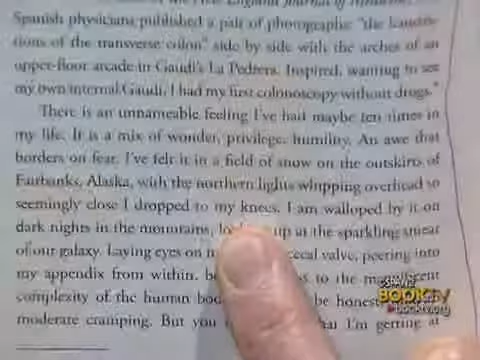 Spanish physicians published a pair of photographs: "the haustra-
tions of the transverse colon" side by side with the arches of an
upper-floor arcade in Gaudí's La Pedrera. Inspired, wanting to see
my own internal Gaudí, I had my first colonoscopy without drugs.*
There is an unnameable feeling I've had maybe ten times in
my life. It is a mix of wonder, privilege, humility. An awe that
borders on fear. I've felt it in a field of snow on the outskirts of
Fairbanks, Alaska, with the northern lights whipping overhead so
seemingly close I dropped to my knees. I am walloped by it on
dark nights in the mountains, up at the sparkling smear
of our galaxy. Laying eyes on cecal valve, peering into
my appendix from within, to the
complexity of the human be honest
moderate cramping. But you I'm getting at
CSPAN2
BOOKTV
booktv.org